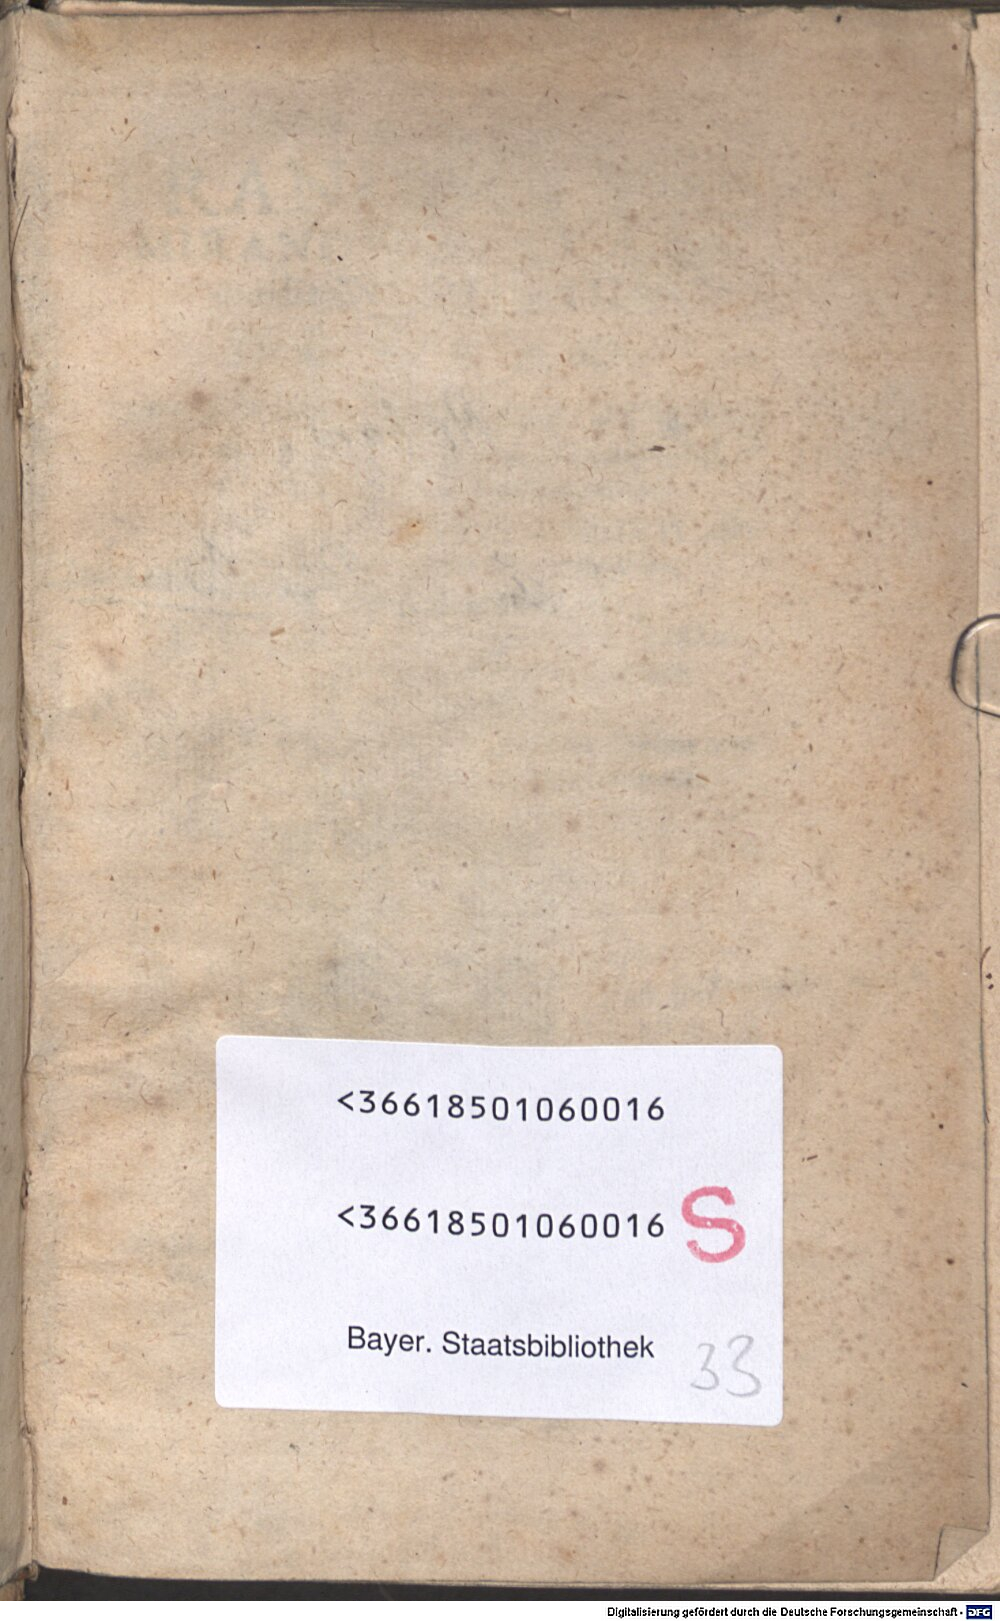 <36618501060016
<36618501060016 S
Bayer. Staatsbibliothek 33
Digitalisierung gefördert durch die Deutsche Forschungsgemeinschaft - DFG